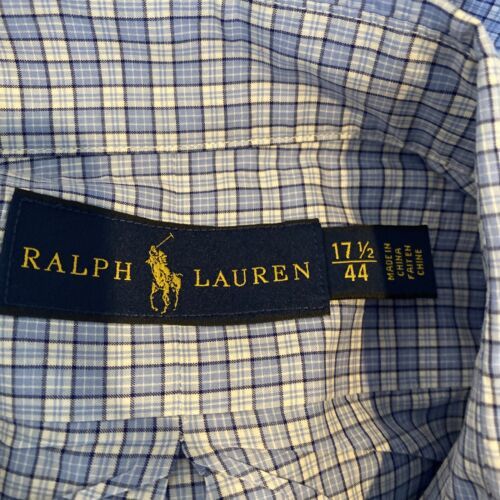 RALPH LAUREN
17 ½
44
MADE IN
CHINA
FAIT EN
CHINE